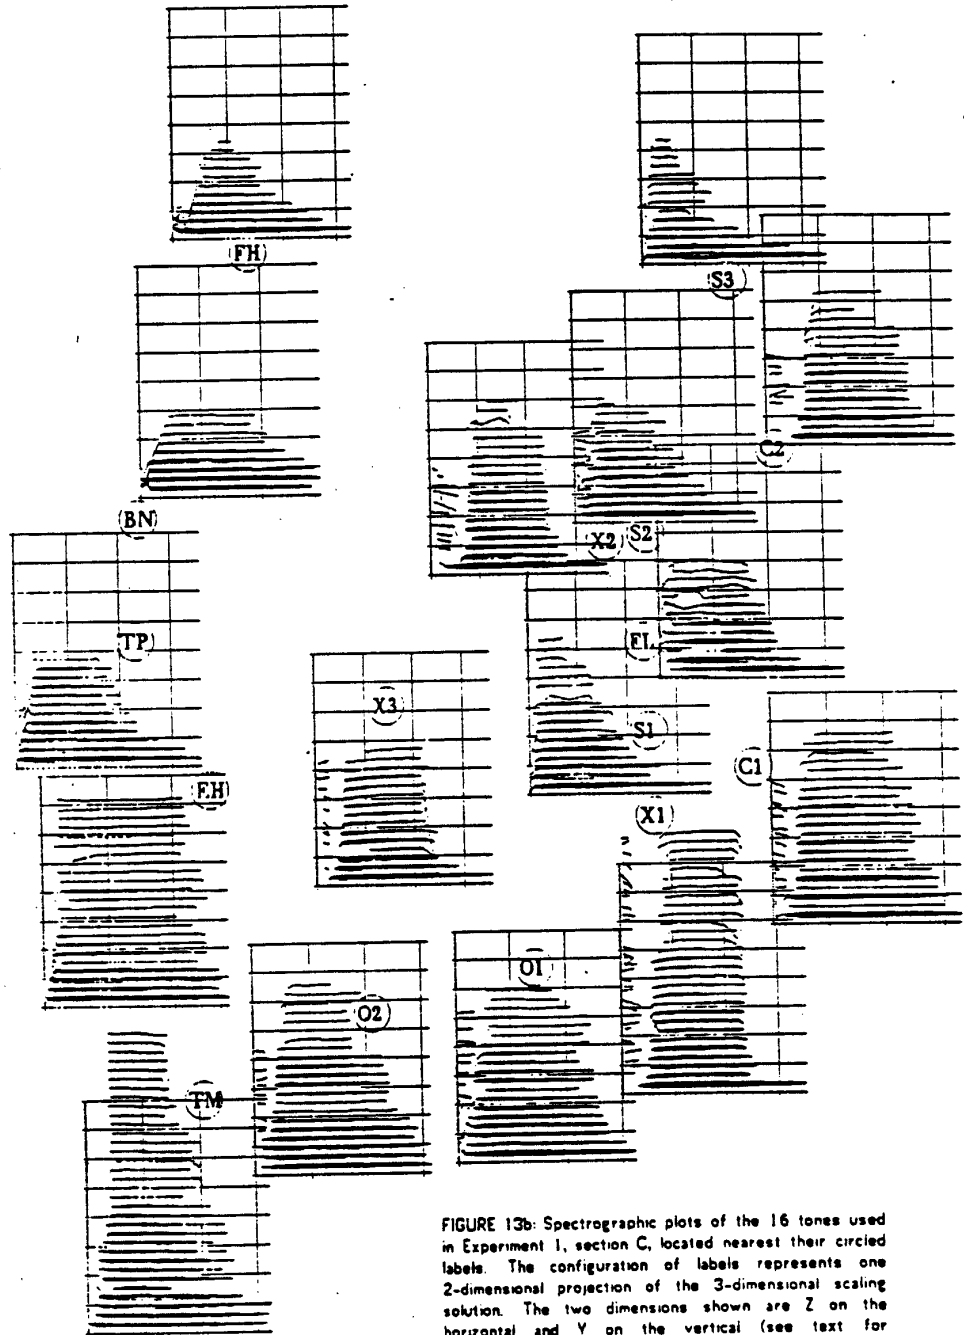 FH
S3
C2
BN
X2 S2
TP
EL
X3
S1
C1
EH
X1
O1
O2
TM
FIGURE 13b: Spectrographic plots of the 16 tones used
in Experiment 1, section C, located nearest their circled
labels. The configuration of labels represents one
2-dimensional projection of the 3-dimensional scaling
solution. The two dimensions shown are Z on the
horizontal and Y on the vertical (see text for